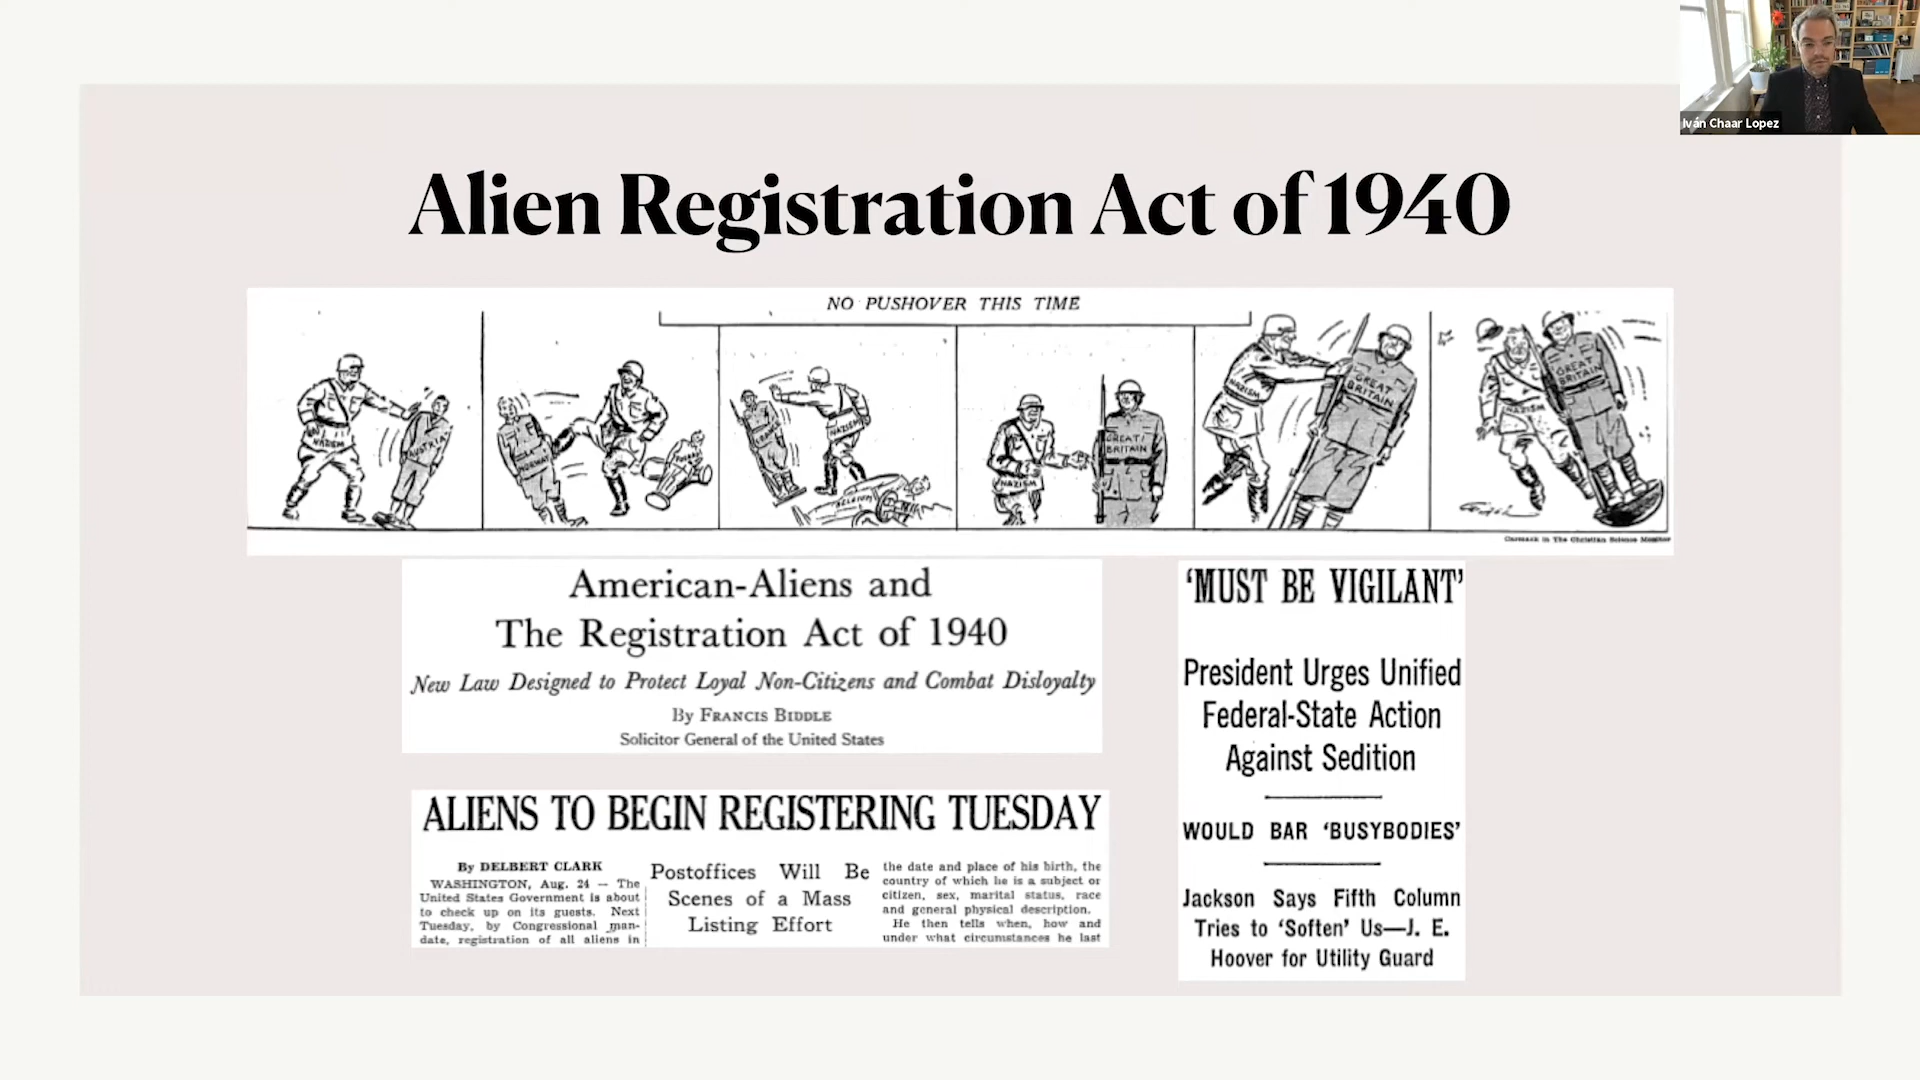 Iván Chaar Lopez
Alien Registration Act of 1940
NO PUSHOVER THIS TIME
NAZISM
AUSTRIA
NORWAY
NAZISM
BELGIUM
NAZISM
GREAT
BRITAIN
NAZISM
GREAT
BRITAIN
NAZISM
GREAT
BRITAIN
Carmack in The Christian Science Monitor
American-Aliens and
The Registration Act of 1940
New Law Designed to Protect Loyal Non-Citizens and Combat Disloyalty
By FRANCIS BIDDLE
Solicitor General of the United States
ALIENS TO BEGIN REGISTERING TUESDAY
By DELBERT CLARK
WASHINGTON, Aug. 24 — The
United States Government is about
to check up on its guests. Next
Tuesday, by Congressional man-
date, registration of all aliens in
Postoffices Will Be
Scenes of a Mass
Listing Effort
the date and place of his birth, the
country of which he is a subject or
citizen, sex, marital status, race
and general physical description.
He then tells when, how and
under what circumstances he last
'MUST BE VIGILANT'
President Urges Unified
Federal-State Action
Against Sedition
WOULD BAR 'BUSYBODIES'
Jackson Says Fifth Column
Tries to 'Soften' Us—J. E.
Hoover for Utility Guard